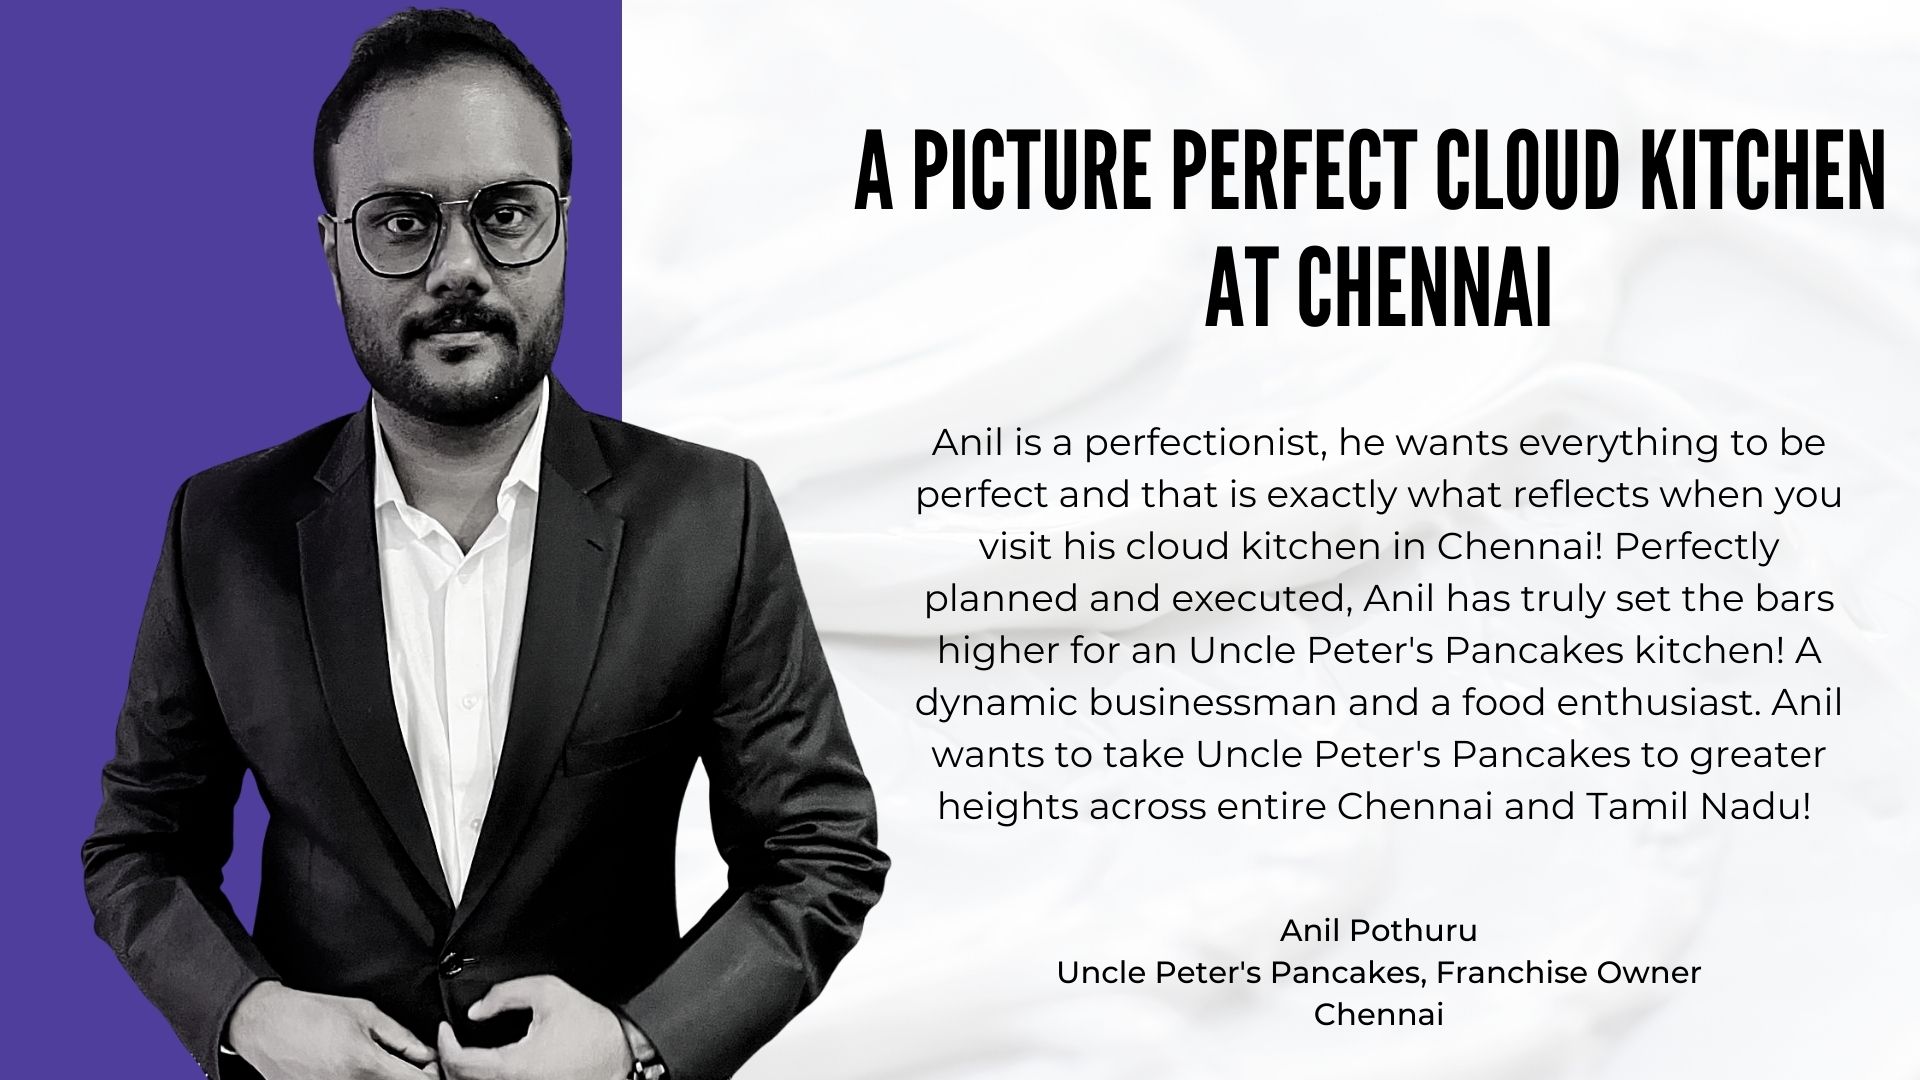 A PICTURE PERFECT CLOUD KITCHEN
AT CHENNAI
Anil is a perfectionist, he wants everything to be
perfect and that is exactly what reflects when you
visit his cloud kitchen in Chennai! Perfectly
planned and executed, Anil has truly set the bars
higher for an Uncle Peter's Pancakes kitchen! A
dynamic businessman and a food enthusiast. Anil
wants to take Uncle Peter's Pancakes to greater
heights across entire Chennai and Tamil Nadu!
Anil Pothuru
Uncle Peter's Pancakes, Franchise Owner
Chennai